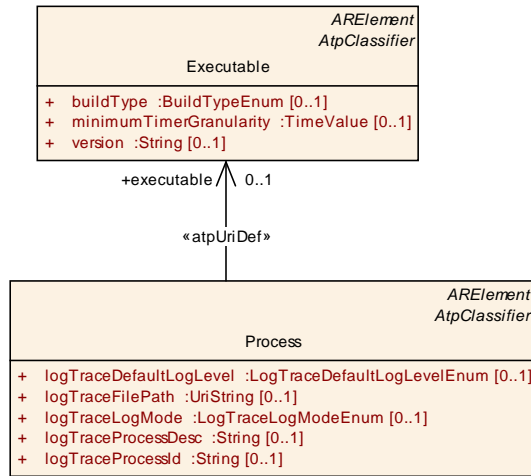 ARElement
AtpClassifier
Executable
+ buildType :BuildTypeEnum [0..1]
+ minimumTimerGranularity :TimeValue [0..1]
+ version :String [0..1]
+executable 0..1
«atpUriDef»
ARElement
AtpClassifier
Process
+ logTraceDefaultLogLevel :LogTraceDefaultLogLevelEnum [0..1]
+ logTraceFilePath :UriString [0..1]
+ logTraceLogMode :LogTraceLogModeEnum [0..1]
+ logTraceProcessDesc :String [0..1]
+ logTraceProcessId :String [0..1]